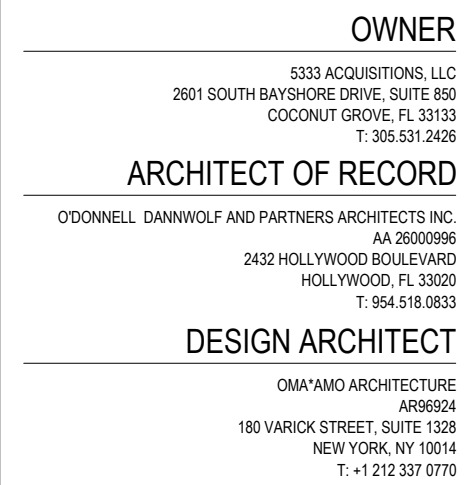 OWNER
5333 ACQUISITIONS, LLC
2601 SOUTH BAYSHORE DRIVE, SUITE 850
COCONUT GROVE, FL 33133
T: 305.531.2426
ARCHITECT OF RECORD
O'DONNELL DANNWOLF AND PARTNERS ARCHITECTS INC.
AA 26000996
2432 HOLLYWOOD BOULEVARD
HOLLYWOOD, FL 33020
T: 954.518.0833
DESIGN ARCHITECT
OMA*AMO ARCHITECTURE
AR96924
180 VARICK STREET, SUITE 1328
NEW YORK, NY 10014
T: +1 212 337 0770